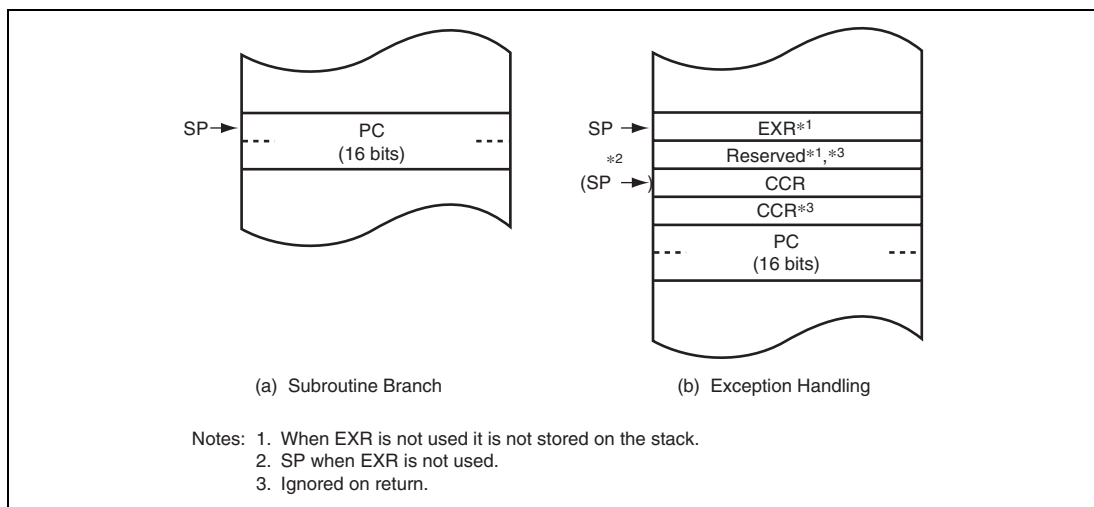 SP
PC
(16 bits)
(a) Subroutine Branch
SP
*2
(SP )
EXR*1
Reserved*1,*3
CCR
CCR*3
PC
(16 bits)
(b) Exception Handling
Notes: 1. When EXR is not used it is not stored on the stack.
2. SP when EXR is not used.
3. Ignored on return.